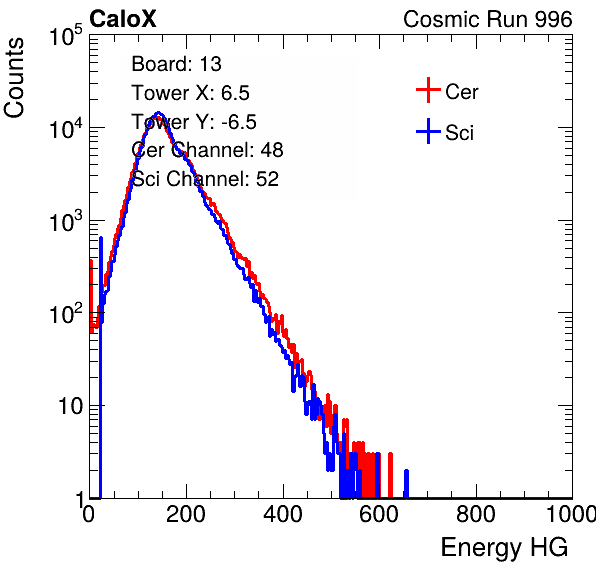 CaloX Cosmic Run 996
Counts
10^5
10^4
10^3
10^2
10
1
Board: 13
Tower X: 6.5
Tower Y: -6.5
Cer Channel: 48
Sci Channel: 52
Cer
Sci
0 200 400 600 800 1000
Energy HG